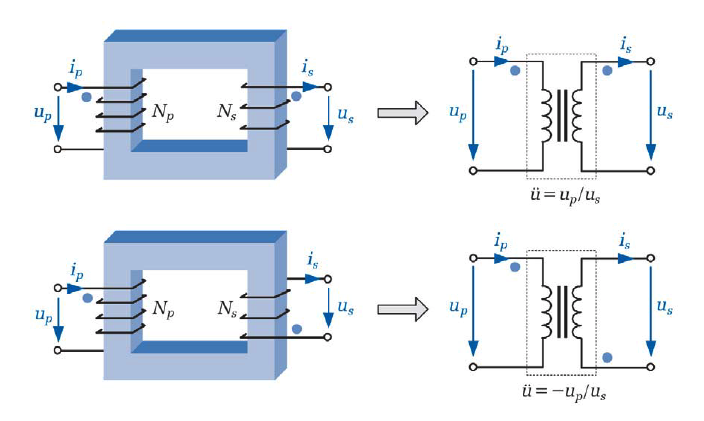 i_p
i_s
u_p
N_p
N_s
u_s
i_p
i_s
u_p
u_s
ü = u_p/u_s
i_p
i_s
u_p
N_p
N_s
u_s
i_p
i_s
u_p
u_s
ü = −u_p/u_s